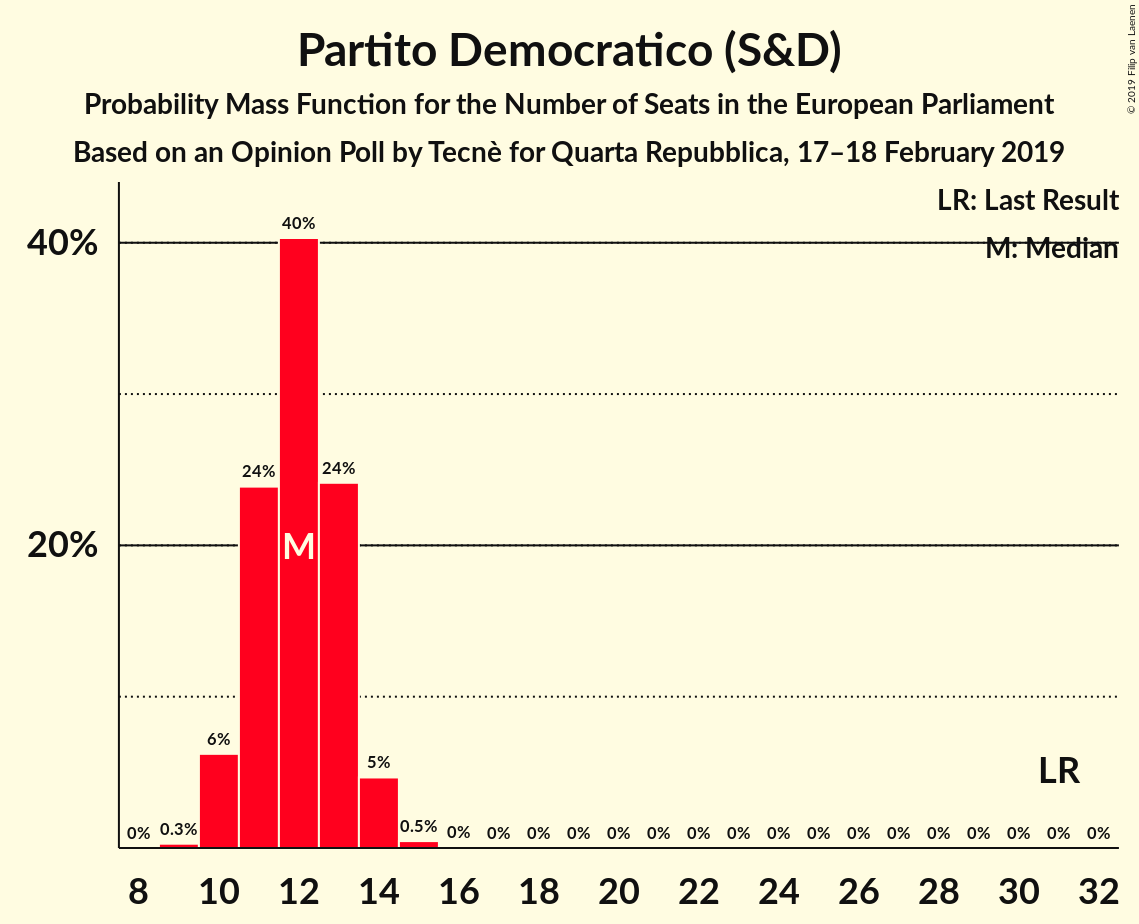 Partito Democratico (S&D)
Probability Mass Function for the Number of Seats in the European Parliament
Based on an Opinion Poll by Tecnè for Quarta Repubblica, 17–18 February 2019
© 2019 Filip van Laenen
LR: Last Result
M: Median
40%
20%
0% 0.3% 6% 24% 40% 24% 5% 0.5% 0% 0% 0% 0% 0% 0% 0% 0% 0% 0% 0% 0% 0% 0% 0% 0% 0%
M
LR
8 10 12 14 16 18 20 22 24 26 28 30 32